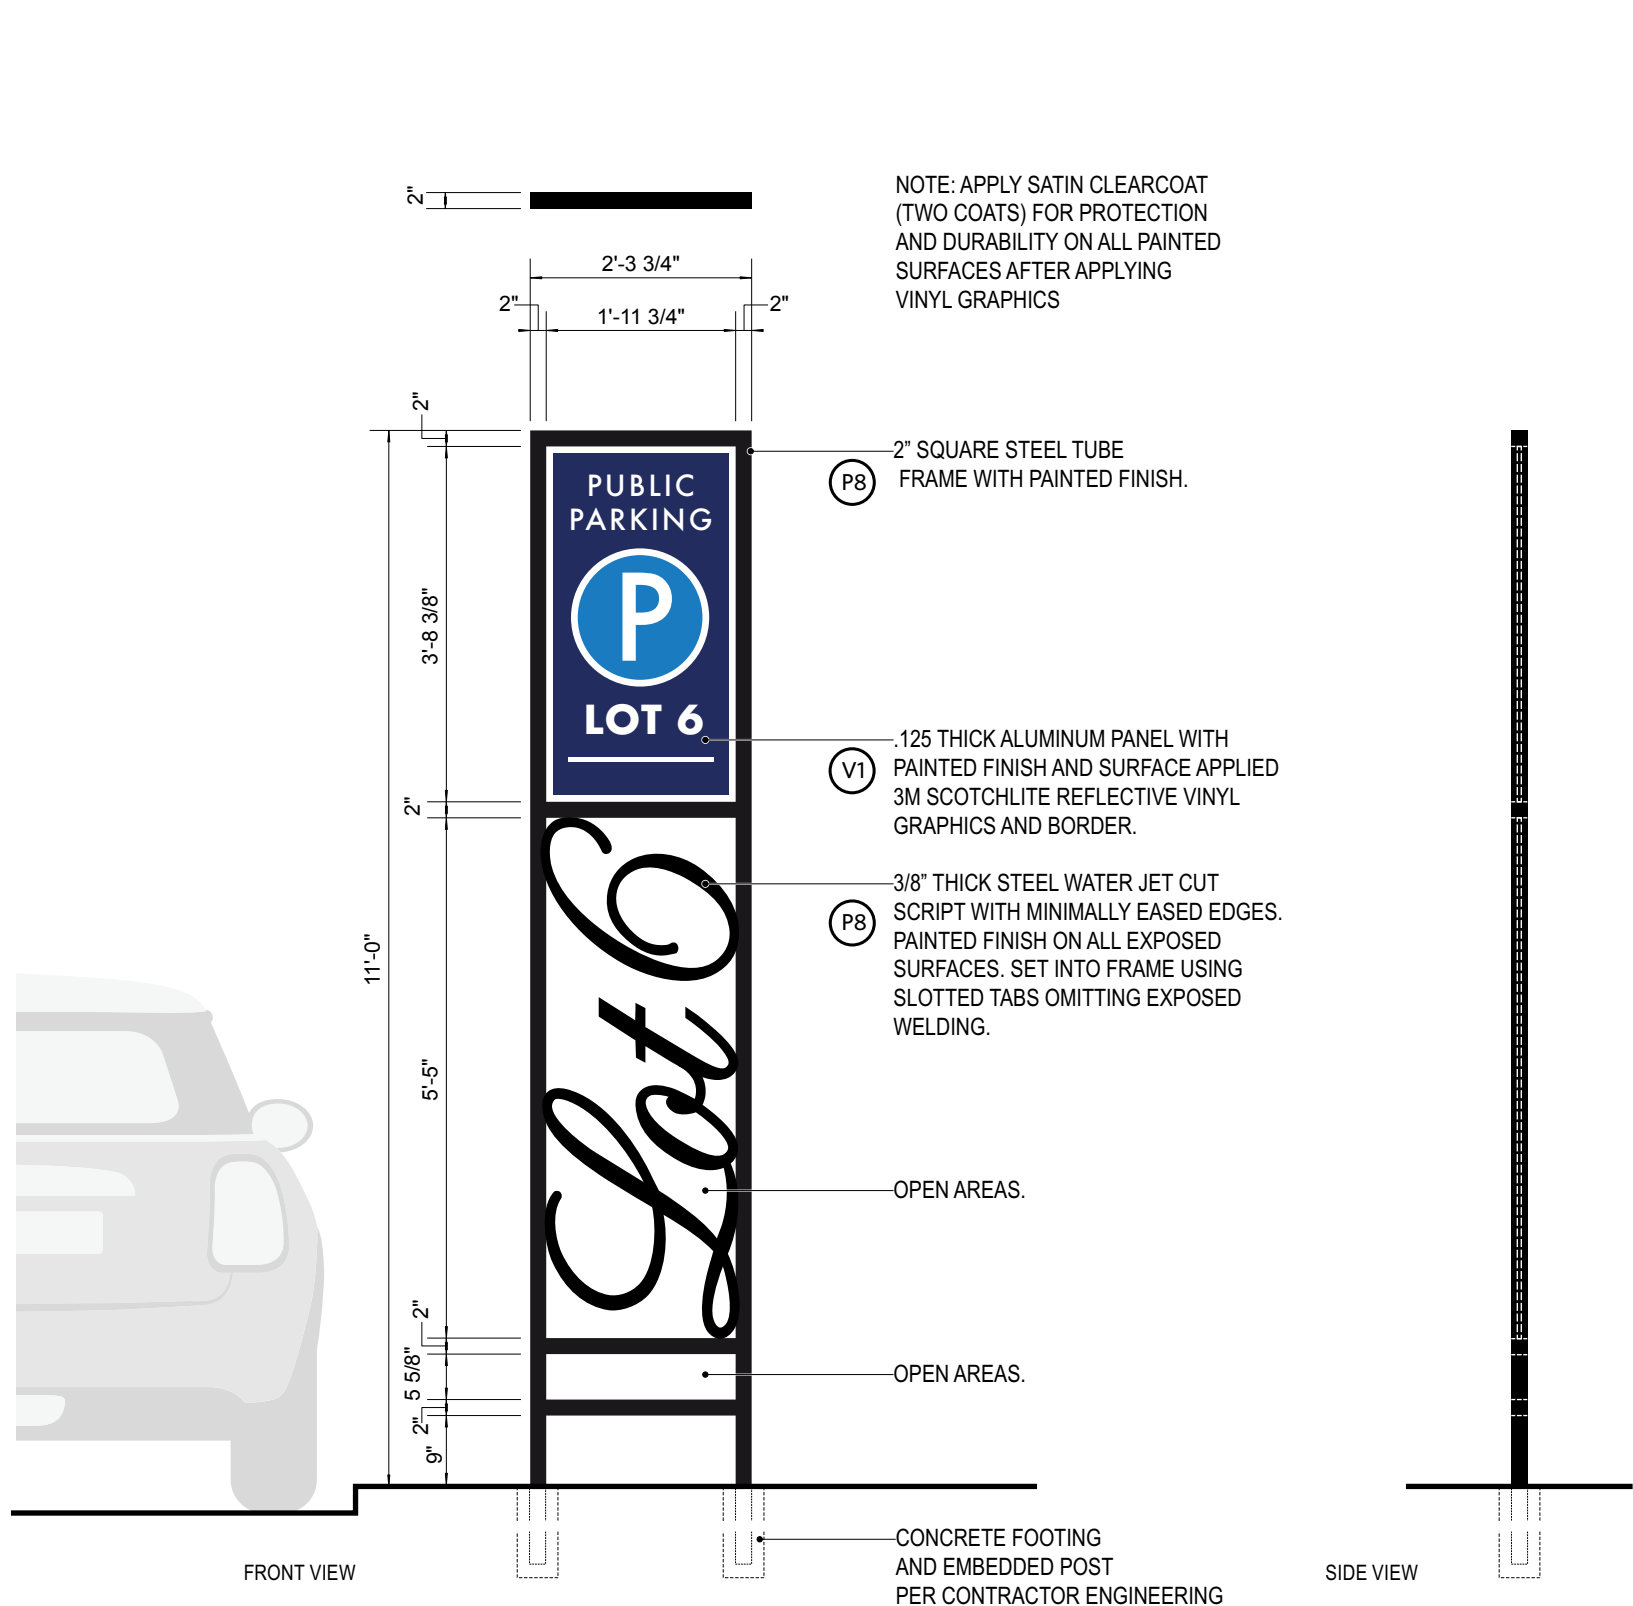 2"
2'-3 3/4"
2"
1'-11 3/4"
2"
NOTE: APPLY SATIN CLEARCOAT
(TWO COATS) FOR PROTECTION
AND DURABILITY ON ALL PAINTED
SURFACES AFTER APPLYING
VINYL GRAPHICS
2"
3'-8 3/8"
2"
11'-0"
5'-5"
2"
5 5/8"
2"
9"
PUBLIC
PARKING
P
LOT 6
Lot 6
P8
2” SQUARE STEEL TUBE
FRAME WITH PAINTED FINISH.
V1
.125 THICK ALUMINUM PANEL WITH
PAINTED FINISH AND SURFACE APPLIED
3M SCOTCHLITE REFLECTIVE VINYL
GRAPHICS AND BORDER.
P8
3/8” THICK STEEL WATER JET CUT
SCRIPT WITH MINIMALLY EASED EDGES.
PAINTED FINISH ON ALL EXPOSED
SURFACES. SET INTO FRAME USING
SLOTTED TABS OMITTING EXPOSED
WELDING.
OPEN AREAS.
OPEN AREAS.
CONCRETE FOOTING
AND EMBEDDED POST
PER CONTRACTOR ENGINEERING
FRONT VIEW
SIDE VIEW